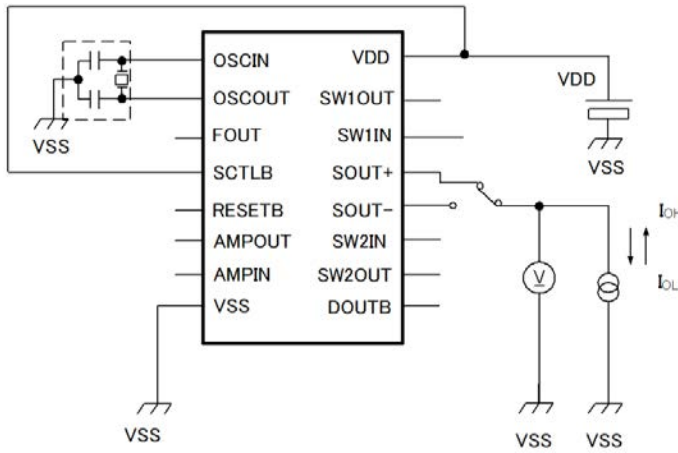 OSCIN
VDD
OSCOUT
SW1OUT
VDD
FOUT
SW1IN
VSS
VSS
SCTLB
SOUT+
RESETB
SOUT-
IOH
AMPOUT
SW2IN
AMPIN
SW2OUT
V
IOL
VSS
DOUTB
VSS
VSS
VSS